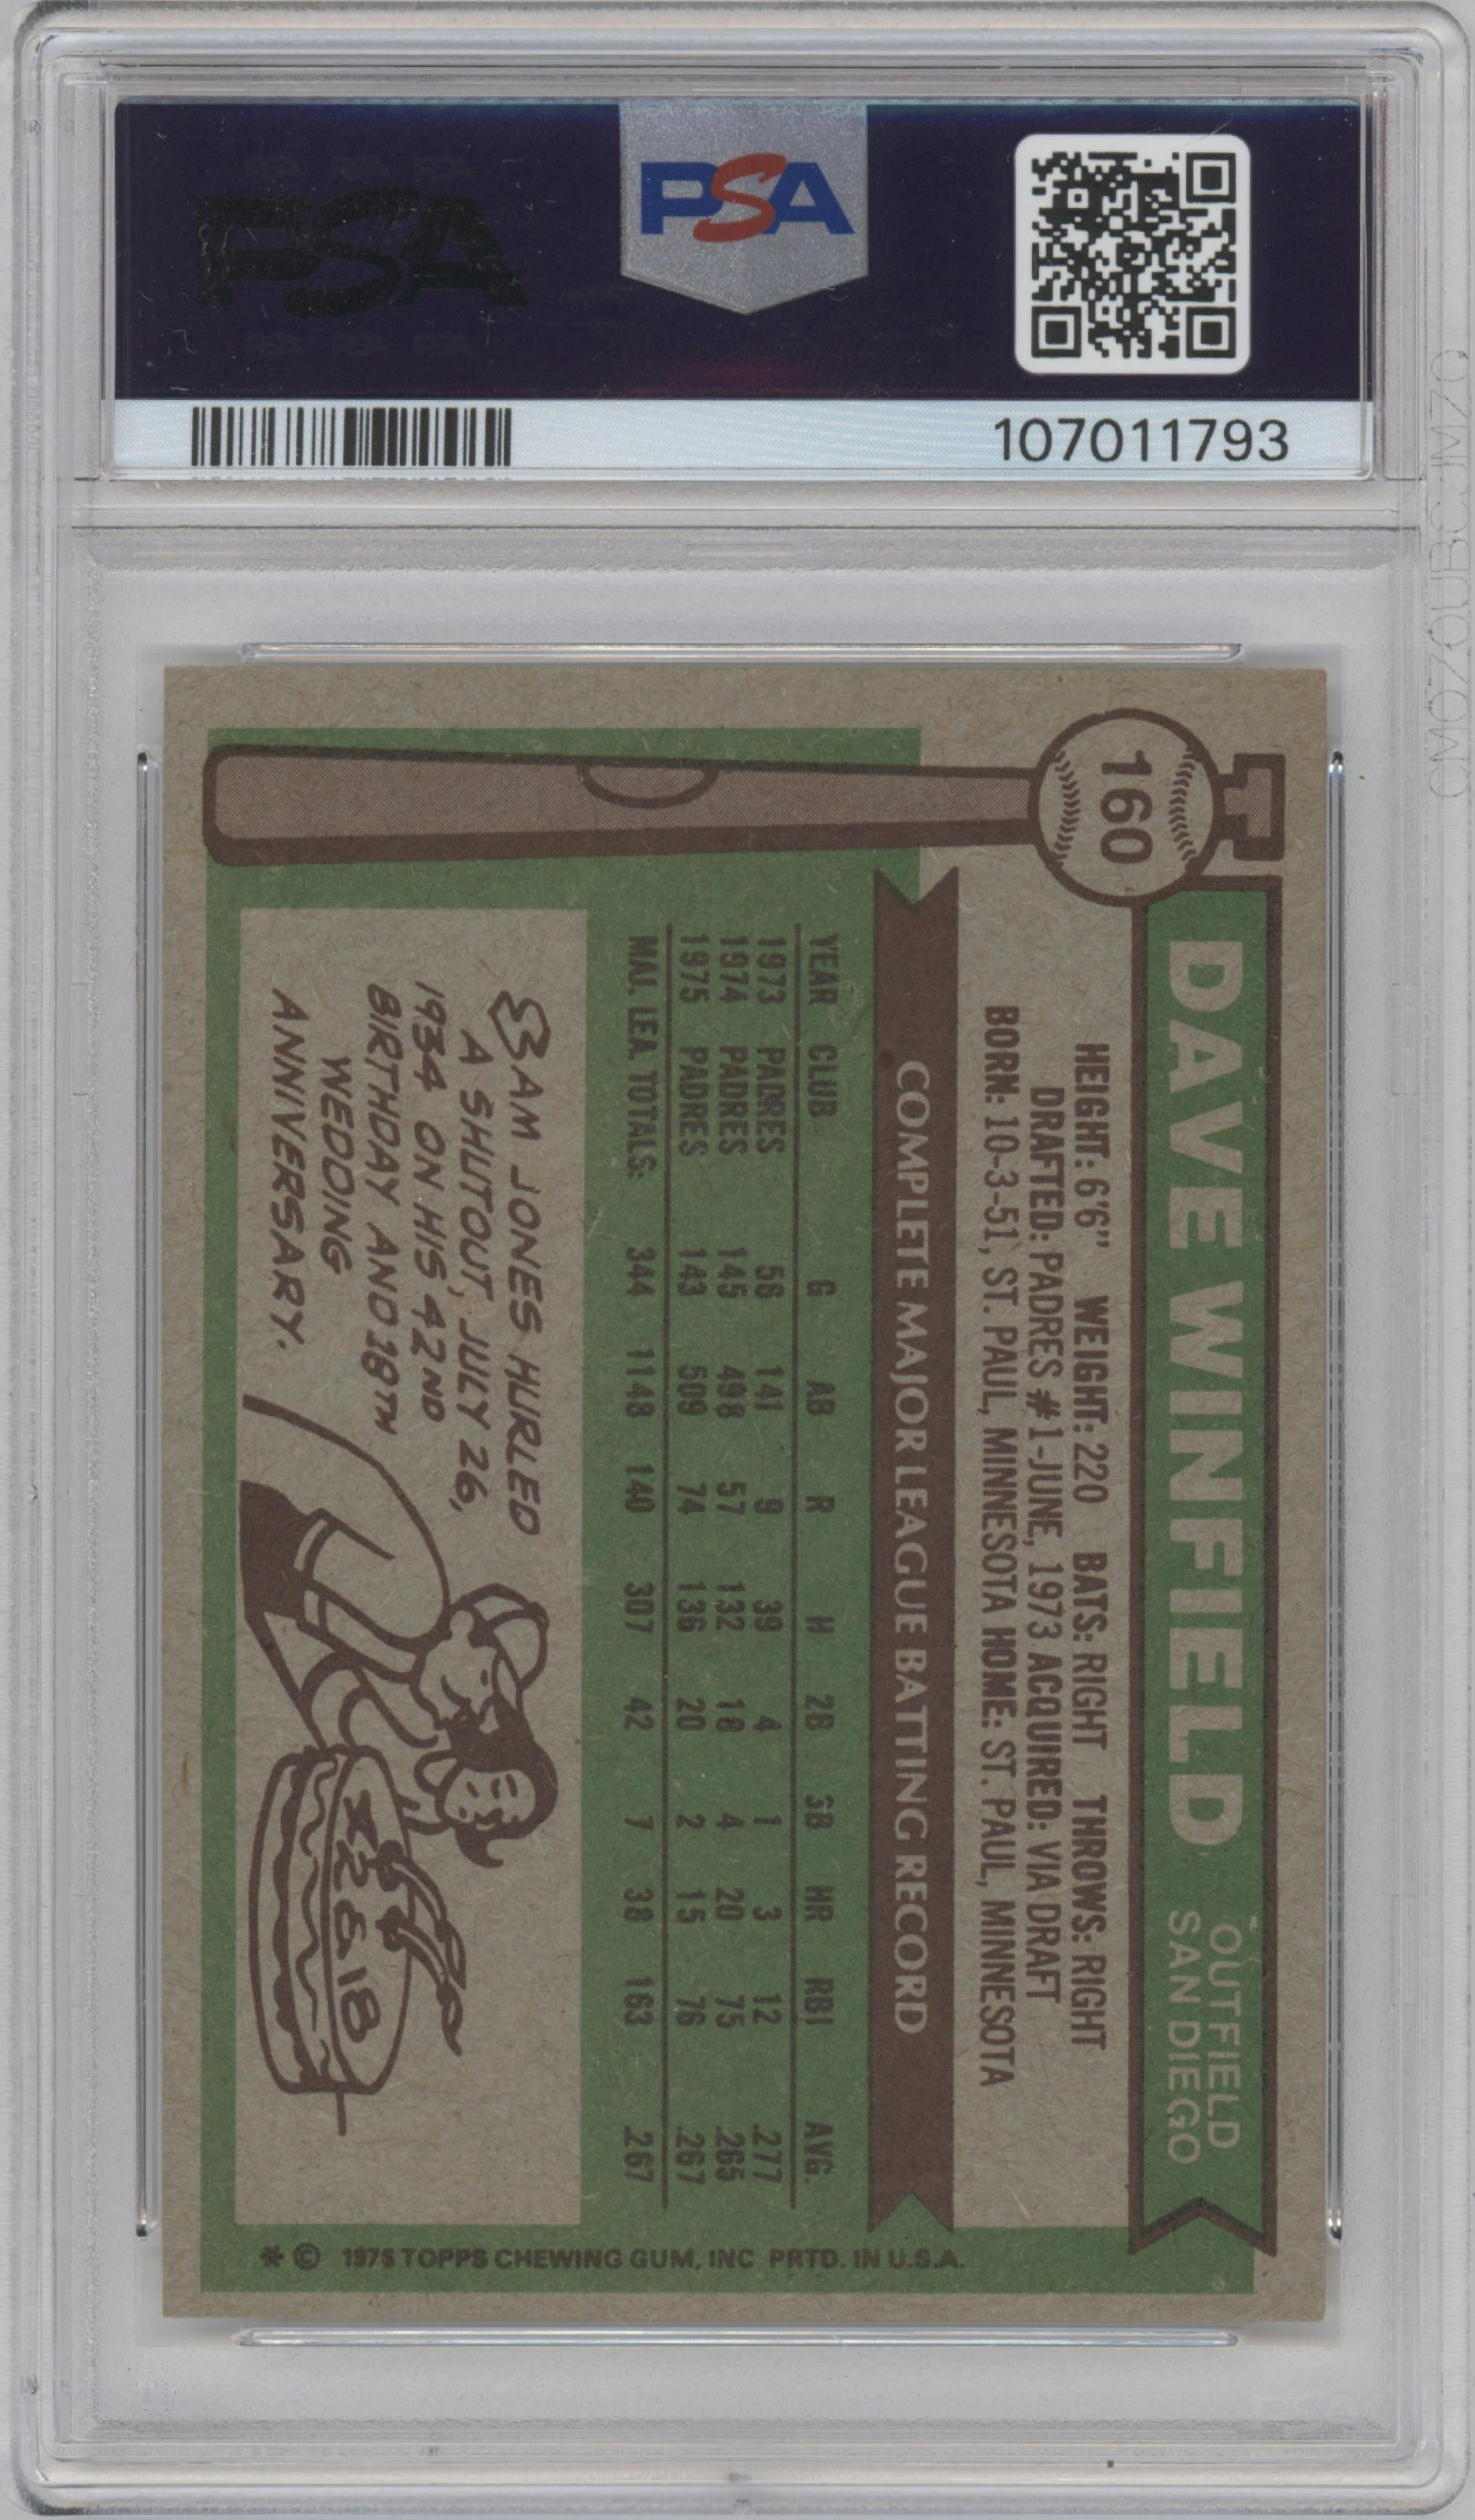 PSA
PSA
107011793
160
DAVE WINFIELD
OUTFIELD
SAN DIEGO
HEIGHT: 6'6" WEIGHT: 220 BATS: RIGHT THROWS: RIGHT
DRAFTED: PADRES #1-JUNE, 1973 ACQUIRED: VIA DRAFT
BORN: 10-3-51, ST. PAUL, MINNESOTA HOME: ST. PAUL, MINNESOTA
COMPLETE MAJOR LEAGUE BATTING RECORD
YEAR CLUB G AB R H 2B 3B HR RBI AVG.
1973 PADRES 56 141 9 39 4 1 3 12 .277
1974 PADRES 145 498 57 132 18 4 20 75 .265
1975 PADRES 143 509 74 136 20 2 15 76 .267
MAJ. LEA. TOTALS: 344 1148 140 307 42 7 38 163 .267
SAM JONES HURLED
A SHUTOUT, JULY 26,
1934 ON HIS 42ND
BIRTHDAY AND 18TH
WEDDING
ANNIVERSARY.
42 & 18
* © 1976 TOPPS CHEWING GUM, INC PRTD. IN U.S.A.